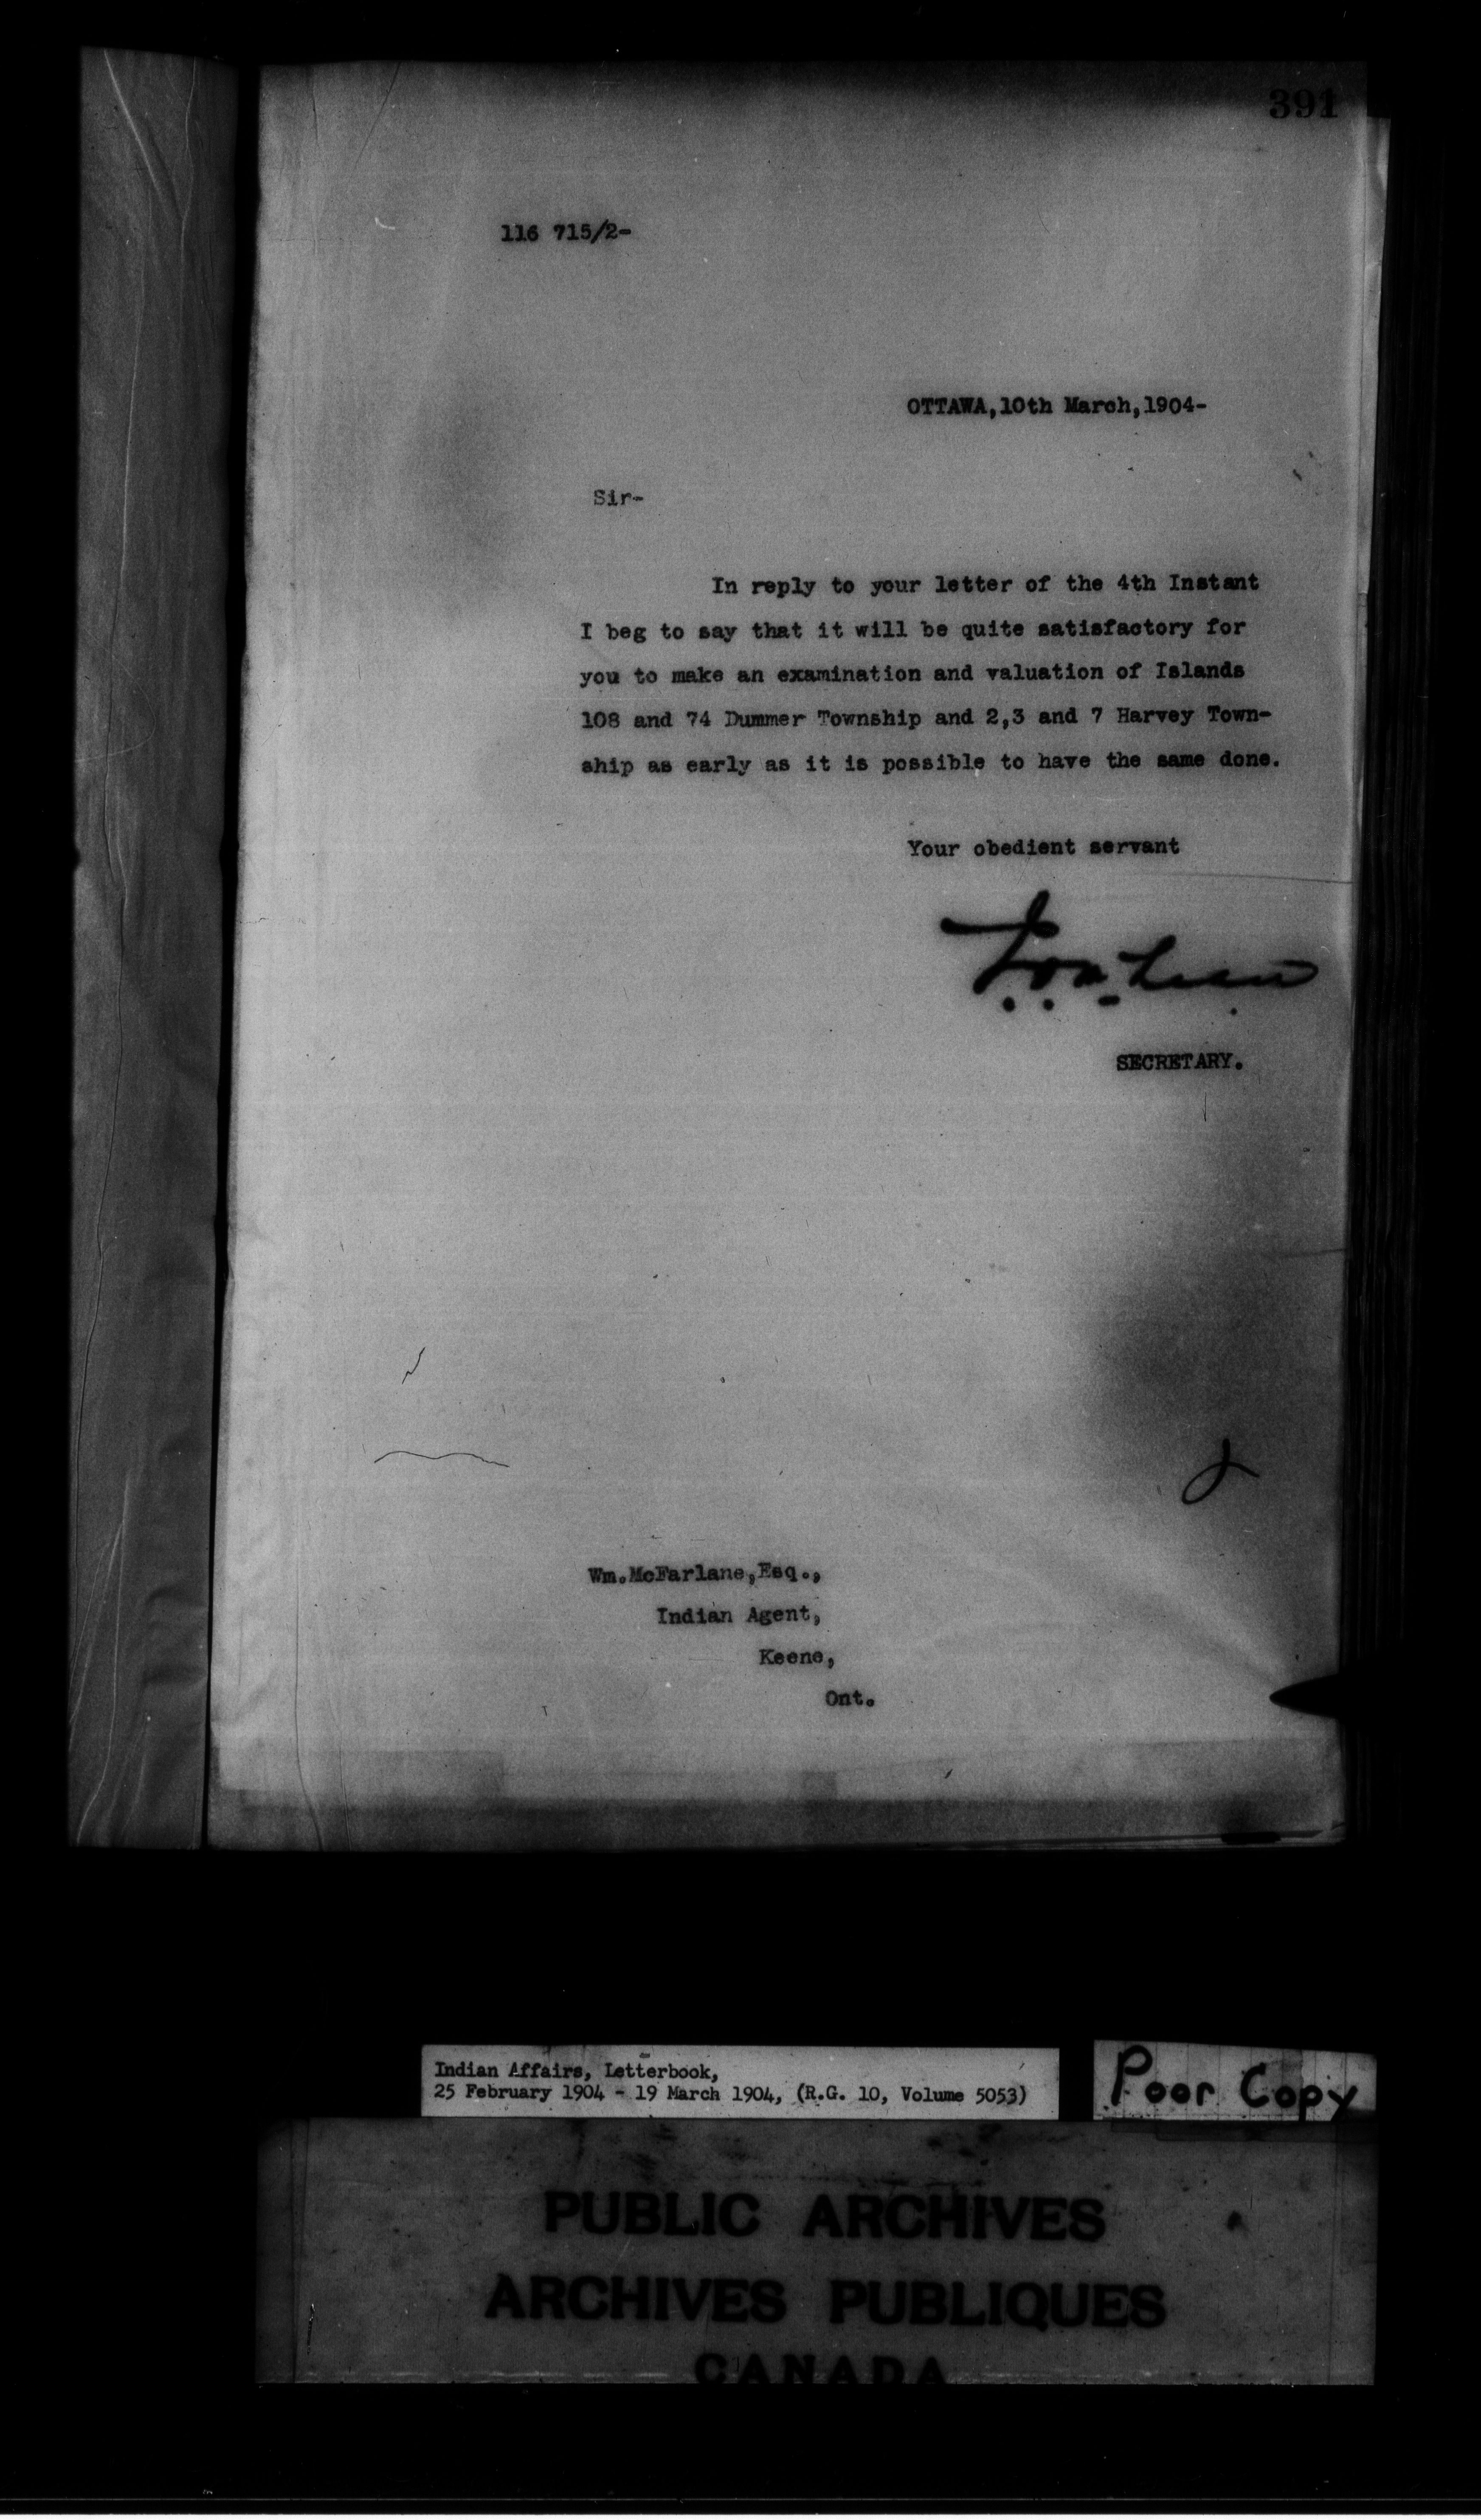 391
116 715/2-
OTTAWA,10th March,1904-
Sir-
In reply to your letter of the 4th Instant
I beg to say that it will be quite satisfactory for
you to make an examination and valuation of Islands
108 and 74 Dummer Township and 2,3 and 7 Harvey Town-
ship as early as it is possible to have the same done.
Your obedient servant
SECRETARY.
Wm.McFarlane,Esq.,
Indian Agent,
Keene,
Ont.
Indian Affairs, Letterbook,
25 February 1904 - 19 March 1904, (R.G. 10, Volume 5053)
Poor Copy
PUBLIC ARCHIVES
ARCHIVES PUBLIQUES
CANADA